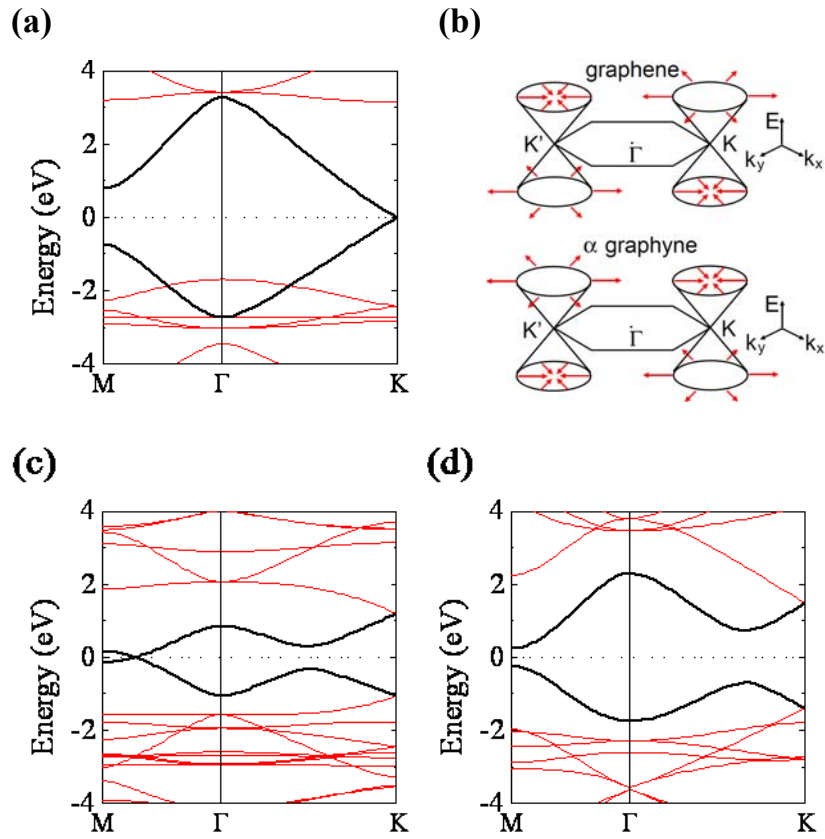 (a)
(b)
4
2
0
-2
-4
Energy (eV)
M
Γ
K
graphene
K'
Γ
K
E
k_y
k_x
α graphyne
K'
Γ
K
E
k_y
k_x
(c)
(d)
4
2
0
-2
-4
Energy (eV)
M
Γ
K
4
2
0
-2
-4
Energy (eV)
M
Γ
K